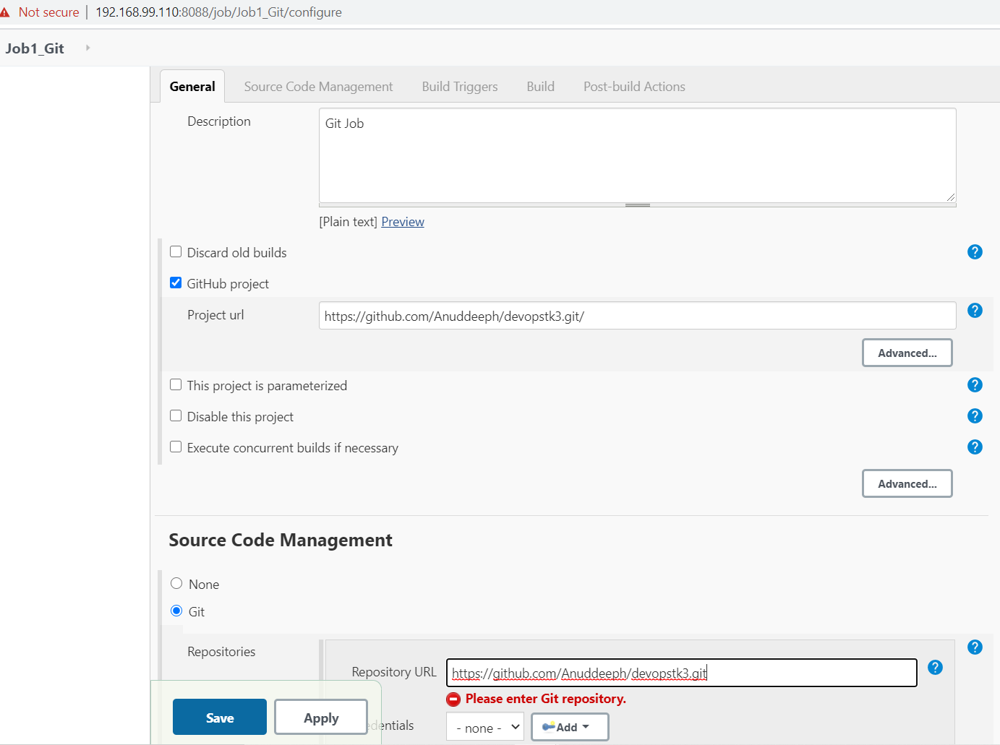 Not secure | 192.168.99.110:8088/job/Job1_Git/configure
Job1_Git
General Source Code Management Build Triggers Build Post-build Actions
Description
Git Job
[Plain text] Preview
Discard old builds
?
GitHub project
Project url
https://github.com/Anuddeeph/devopstk3.git/
?
Advanced...
This project is parameterized
?
Disable this project
?
Execute concurrent builds if necessary
?
Advanced...
Source Code Management
None
Git
Repositories
?
Repository URL
https://github.com/Anuddeeph/devopstk3.git
?
Please enter Git repository.
Save
Apply
dentials
- none -
Add